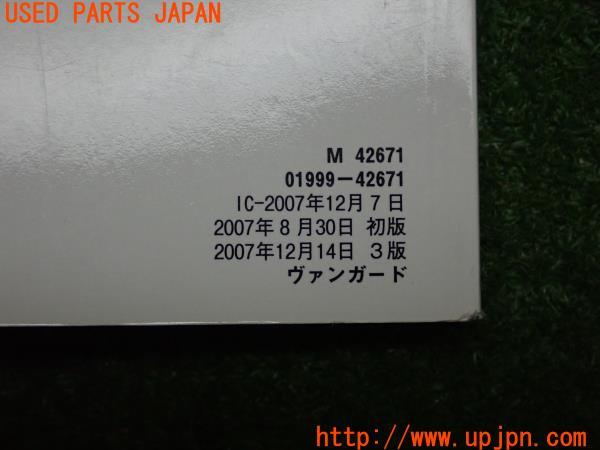 USED PARTS JAPAN
M 42671
01999-42671
IC-2007年12月7日
2007年8月30日 初版
2007年12月14日 3版
ヴァンガード
http://www.upjpn.com